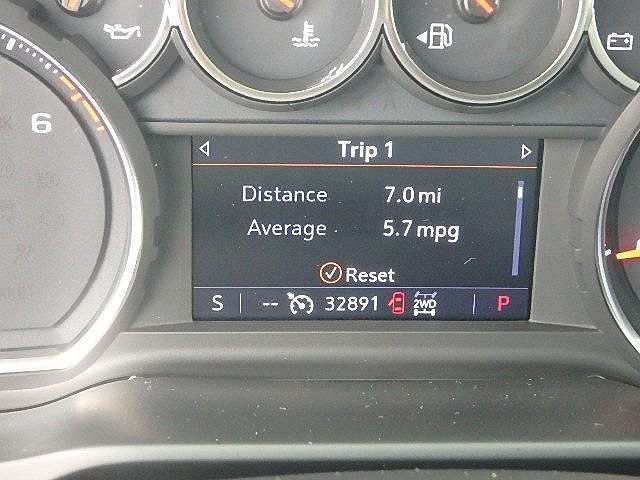 6
Trip 1
Distance 7.0 mi
Average 5.7 mpg
Reset
S -- 32891 2WD P